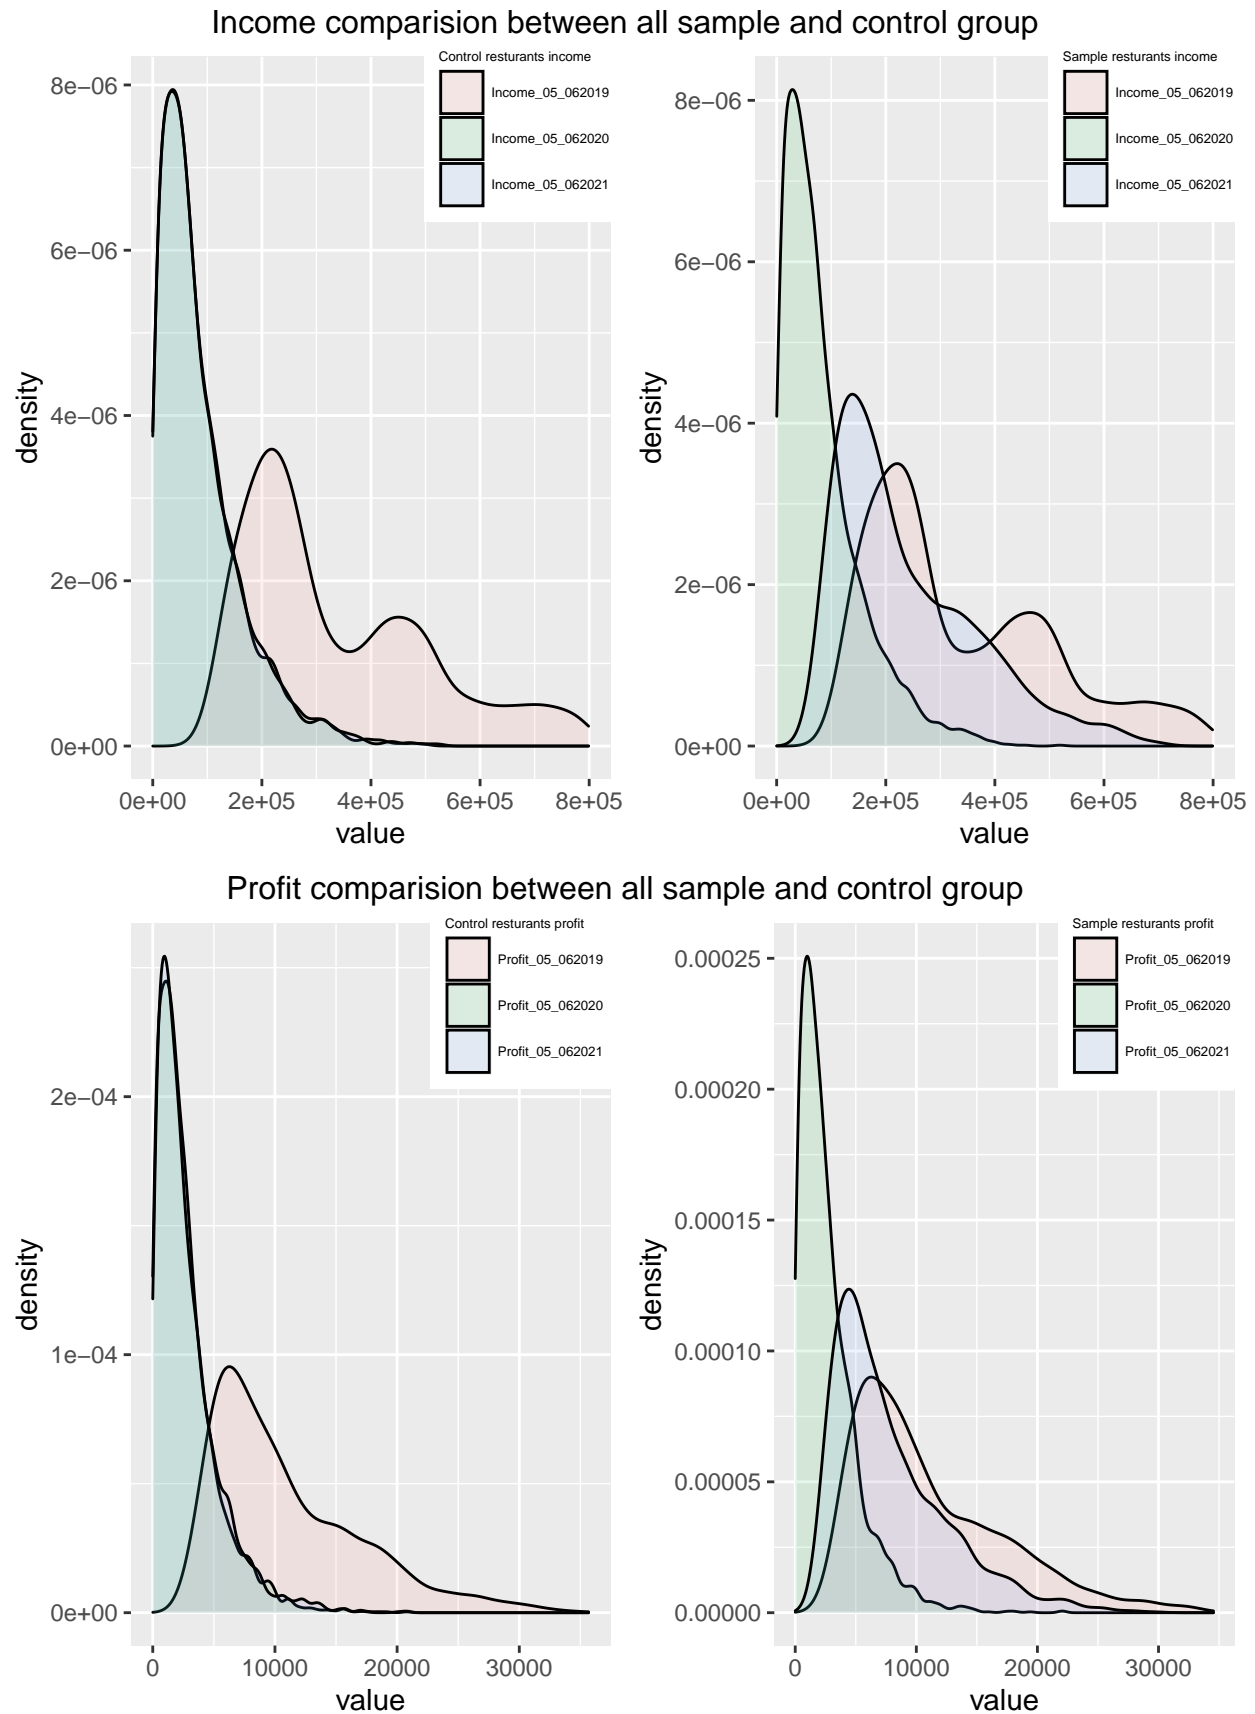 Income comparision between all sample and control group
Control resturants income
Income_05_062019
Income_05_062020
Income_05_062021
8e−06
6e−06
4e−06
2e−06
0e+00
density
0e+00 2e+05 4e+05 6e+05 8e+05
value
Sample resturants income
Income_05_062019
Income_05_062020
Income_05_062021
8e−06
6e−06
4e−06
2e−06
0e+00
density
0e+00 2e+05 4e+05 6e+05 8e+05
value
Profit comparision between all sample and control group
Control resturants profit
Profit_05_062019
Profit_05_062020
Profit_05_062021
2e−04
1e−04
0e+00
density
0 10000 20000 30000
value
Sample resturants profit
Profit_05_062019
Profit_05_062020
Profit_05_062021
0.00025
0.00020
0.00015
0.00010
0.00005
0.00000
density
0 10000 20000 30000
value